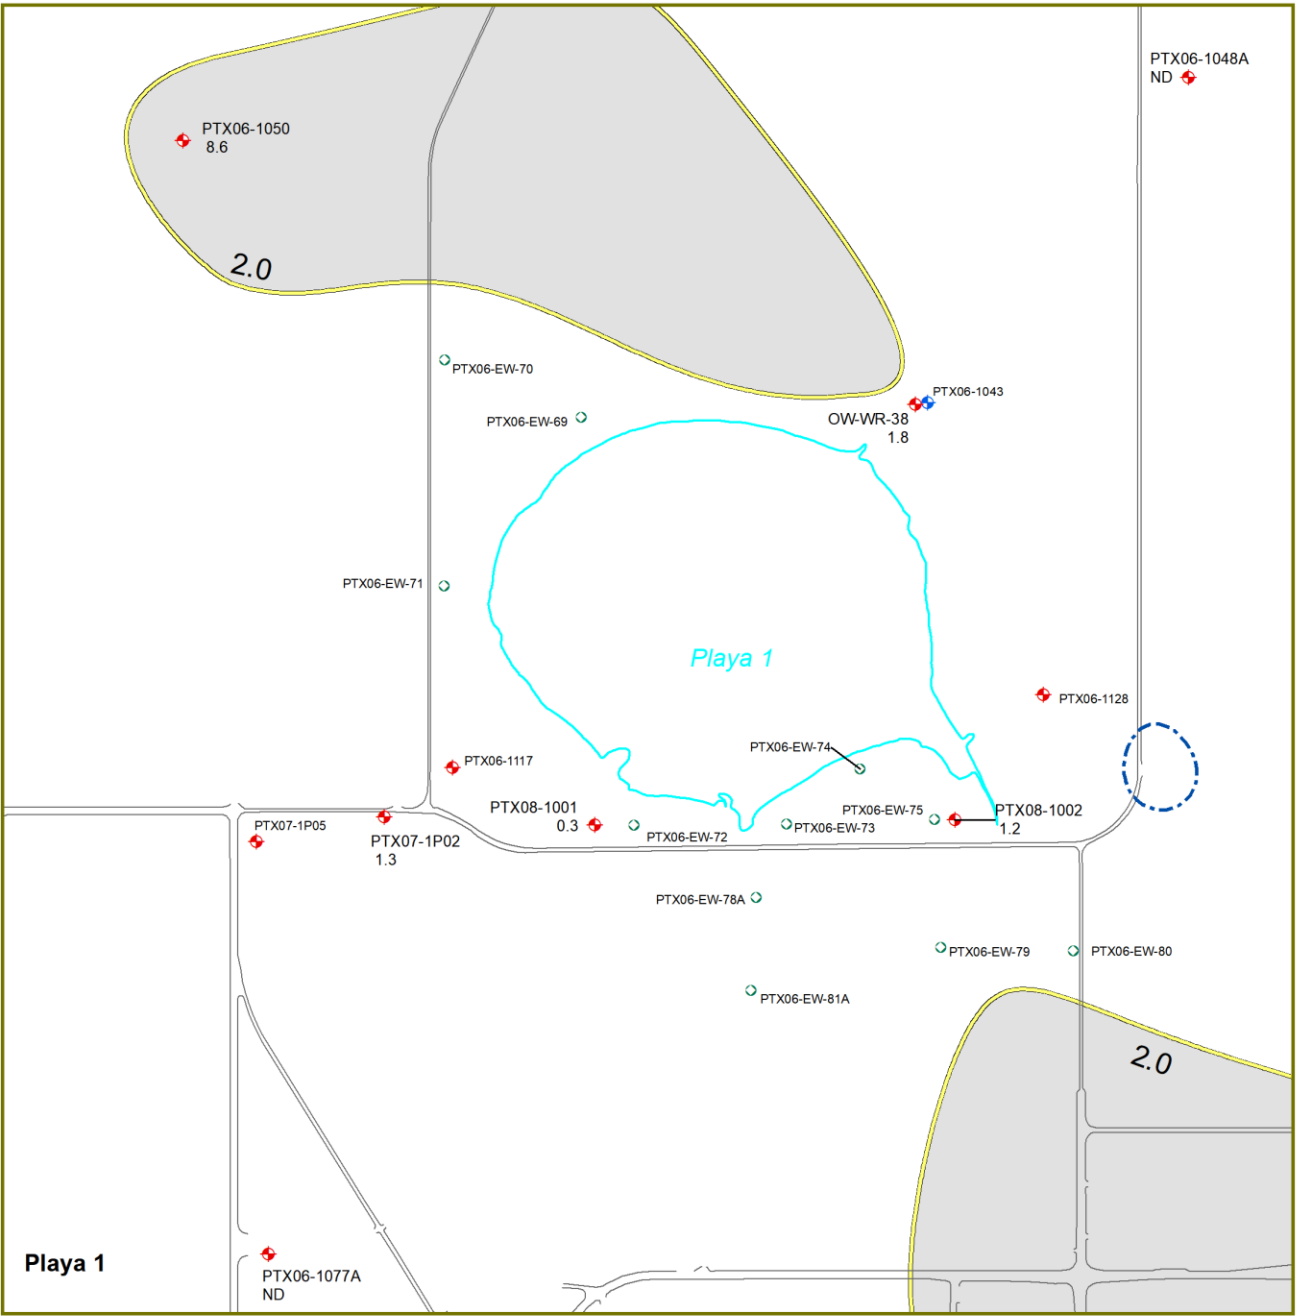 PTX06-1048A
ND
PTX06-1050
8.6
2.0
PTX06-EW-70
PTX06-1043
OW-WR-38
1.8
PTX06-EW-69
PTX06-EW-71
Playa 1
PTX06-1128
PTX06-EW-74
PTX06-1117
PTX08-1001
0.3
PTX06-EW-75
PTX08-1002
1.2
PTX07-1P05
PTX07-1P02
1.3
PTX06-EW-72
PTX06-EW-73
PTX06-EW-78A
PTX06-EW-79
PTX06-EW-80
PTX06-EW-81A
2.0
Playa 1
PTX06-1077A
ND